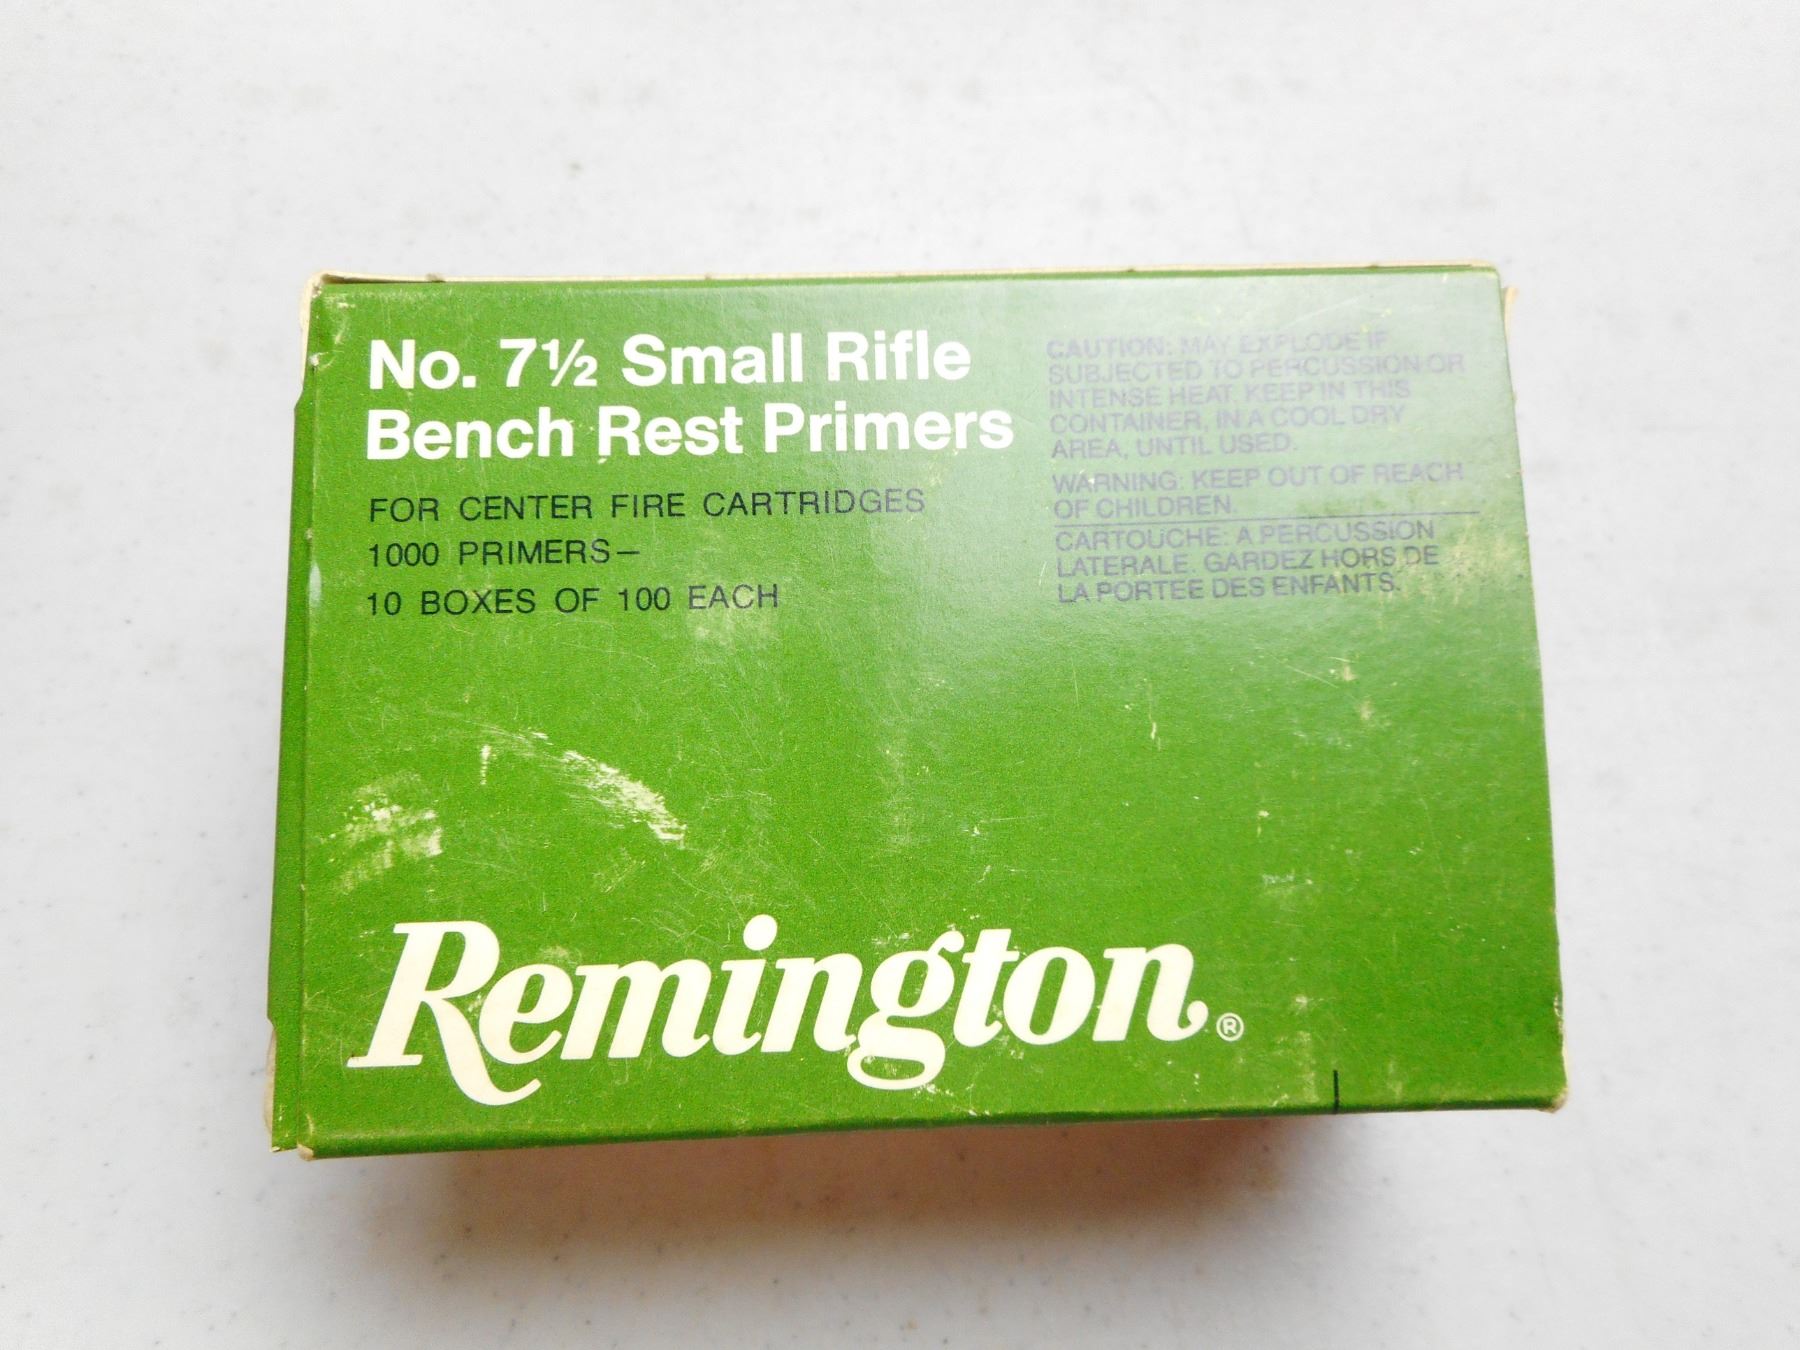 No. 7½ Small Rifle
Bench Rest Primers
FOR CENTER FIRE CARTRIDGES
1000 PRIMERS—
10 BOXES OF 100 EACH
CAUTION: MAY EXPLODE IF
SUBJECTED TO PERCUSSION OR
INTENSE HEAT. KEEP IN THIS
CONTAINER, IN A COOL DRY
AREA, UNTIL USED.
WARNING: KEEP OUT OF REACH
OF CHILDREN.
CARTOUCHE: A PERCUSSION
LATERALE. GARDEZ HORS DE
LA PORTEE DES ENFANTS.
Remington®